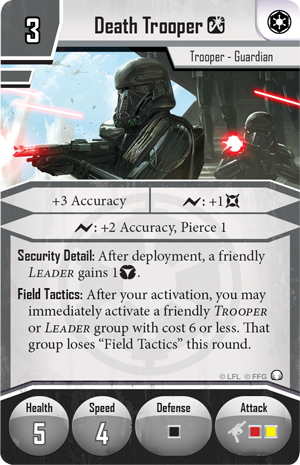 3
Death Trooper
Trooper - Guardian
+3 Accuracy
: +1
: +2 Accuracy, Pierce 1
Security Detail: After deployment, a friendly
LEADER gains 1 .
Field Tactics: After your activation, you may
immediately activate a friendly TROOPER
or LEADER group with cost 6 or less. That
group loses “Field Tactics” this round.
© LFL © FFG
Health
Speed
Defense
Attack
5
4